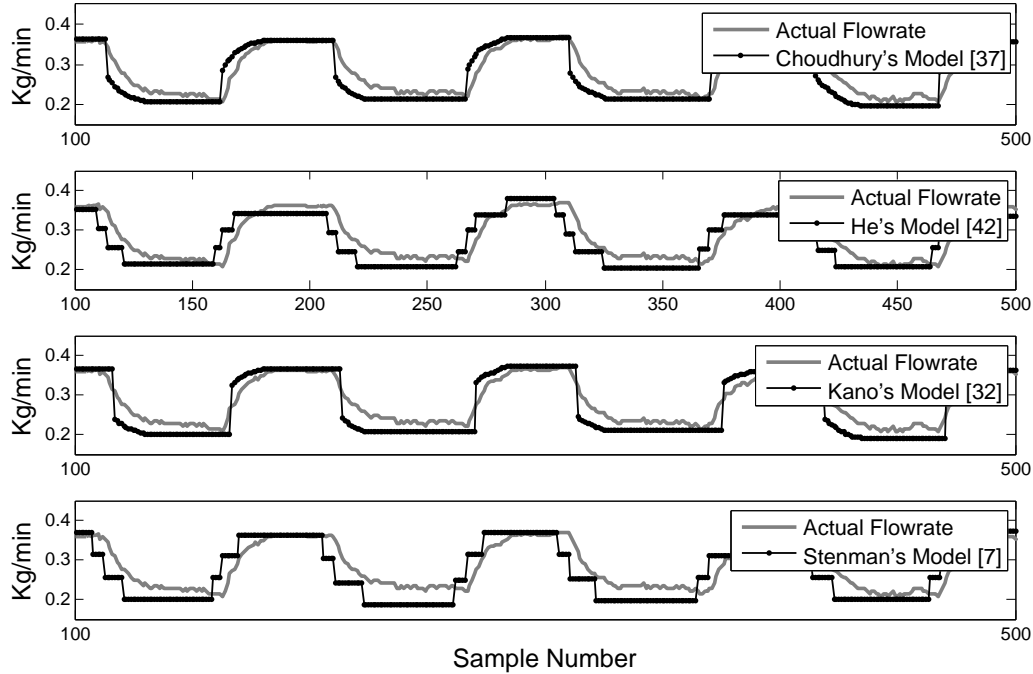 0.4
0.3
0.2
Kg/min
100
500
Actual Flowrate
Choudhury's Model [37]
0.4
0.3
0.2
Kg/min
100
150
200
250
300
350
400
450
500
Actual Flowrate
He's Model [42]
0.4
0.3
0.2
Kg/min
100
500
Actual Flowrate
Kano's Model [32]
0.4
0.3
0.2
Kg/min
100
500
Actual Flowrate
Stenman's Model [7]
Sample Number